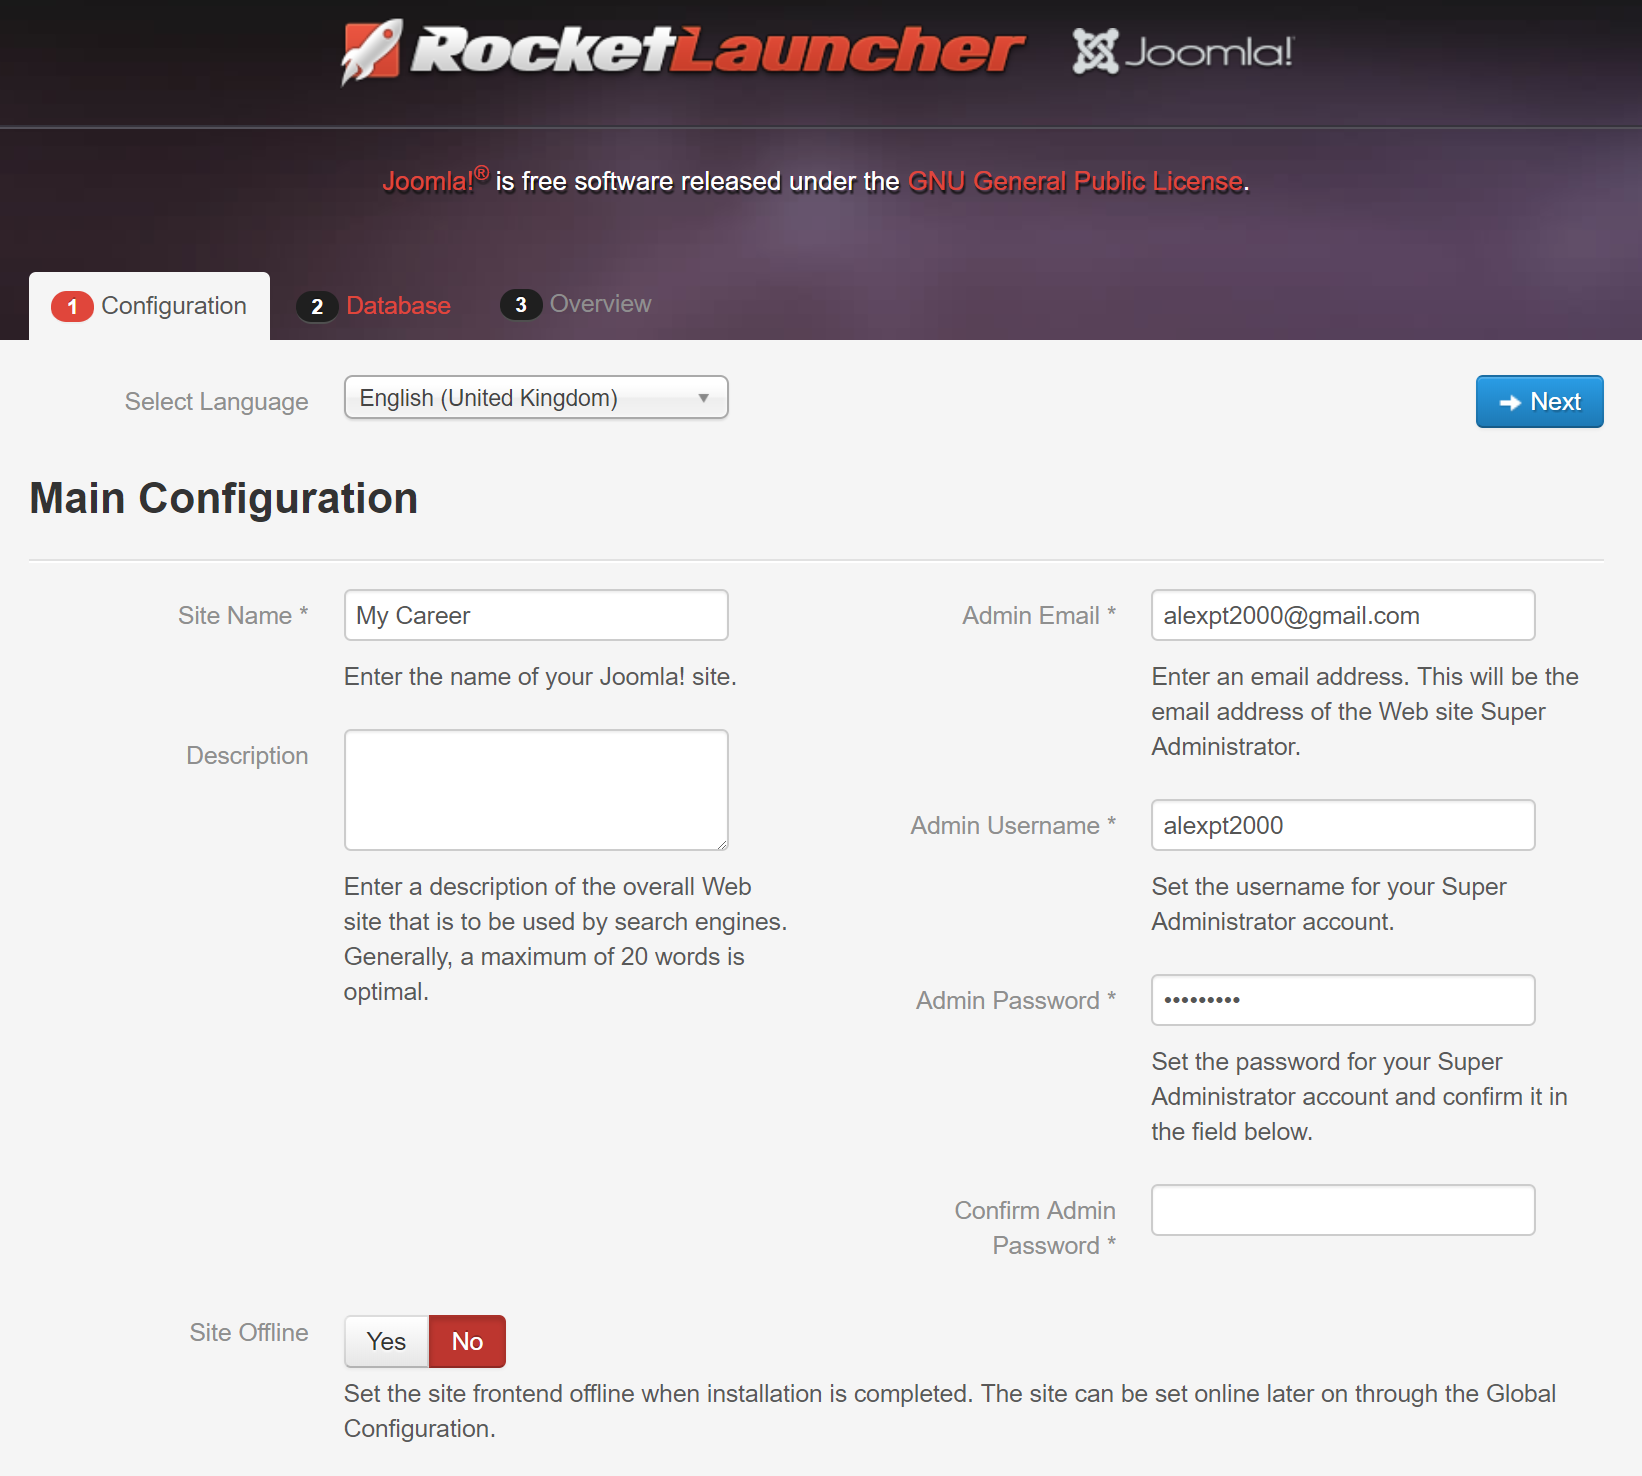 RocketLauncher Joomla!
Joomla!® is free software released under the GNU General Public License.
1 Configuration 2 Database 3 Overview
Select Language English (United Kingdom) Next
Main Configuration
Site Name * My Career
Enter the name of your Joomla! site.
Description
Enter a description of the overall Web
site that is to be used by search engines.
Generally, a maximum of 20 words is
optimal.
Admin Email * alexpt2000@gmail.com
Enter an email address. This will be the
email address of the Web site Super
Administrator.
Admin Username * alexpt2000
Set the username for your Super
Administrator account.
Admin Password * •••••••••
Set the password for your Super
Administrator account and confirm it in
the field below.
Confirm Admin
Password *
Site Offline Yes No
Set the site frontend offline when installation is completed. The site can be set online later on through the Global
Configuration.